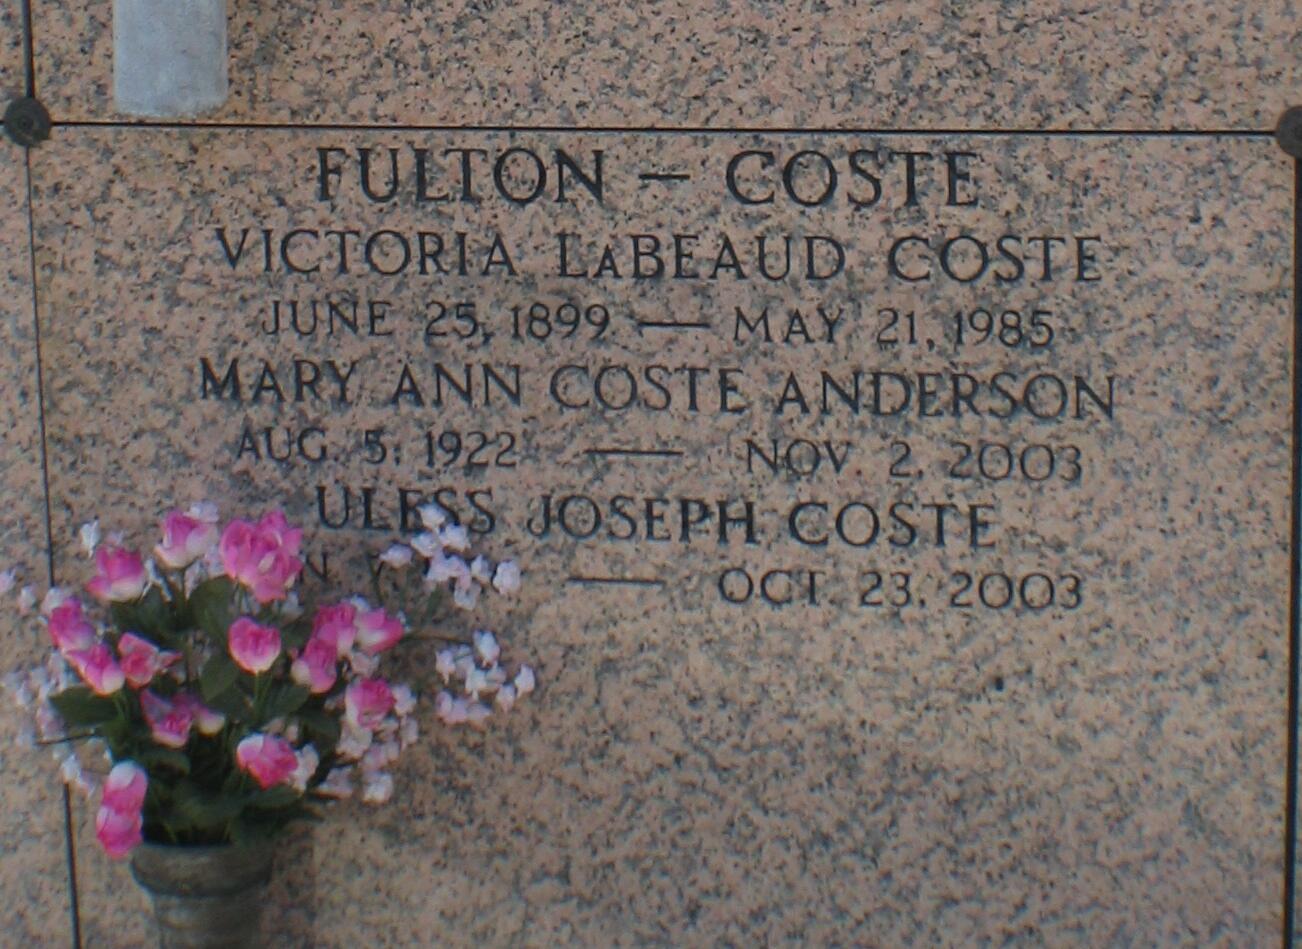 FULTON — COSTE
VICTORIA LABEAUD COSTE
JUNE 25, 1899 — MAY 21, 1985
MARY ANN COSTE ANDERSON
AUG. 5, 1922 — NOV 2, 2003
ULESS JOSEPH COSTE
— OCT. 23, 2003